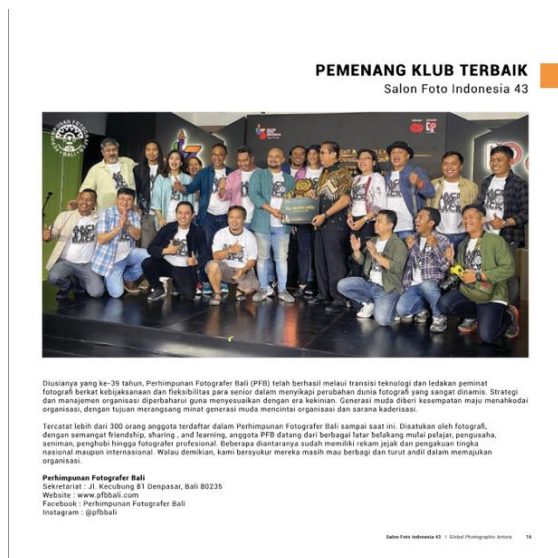 PEMENANG KLUB TERBAIK
Salon Foto Indonesia 43
PERHIMPUNAN FOTOGRAFER BALI
Diusianya yang ke-39 tahun, Perhimpunan Fotografer Bali (PFB) telah berhasil melaui transisi teknologi dan ledakan peminat
fotografi berkat kebijaksanaan dan fleksibilitas para senior dalam menyikapi perubahan dunia fotografi yang sangat dinamis. Strategi
dan manajemen organisasi diperbaharui guna menyesuaikan dengan era kekinian. Generasi muda diberi kesempatan maju menahkodai
organisasi, dengan tujuan merangsang minat generasi muda mencintai organisasi dan sarana kaderisasi.
Tercatat lebih dari 300 orang anggota terdaftar dalam Perhimpunan Fotografer Bali sampai saat ini. Disatukan oleh fotografi,
dengan semangat friendship, sharing , and learning, anggota PFB datang dari berbagai latar belakang mulai pelajar, pengusaha,
seniman, penghobi hingga fotografer profesional. Beberapa diantaranya sudah memiliki rekam jejak dan pengakuan tingka
nasional maupun internasional. Walau demikian, kami bersyukur mereka masih mau berbagi dan turut andil dalam memajukan
organisasi.
Perhimpunan Fotografer Bali
Sekretariat : Jl. Kecubung 81 Denpasar, Bali 80235
Website : www.pfbbali.com
Facebook : Perhimpunan Fotografer Bali
Instagram : @pfbbali
Salon Foto Indonesia 43 | Global Photographic Artists